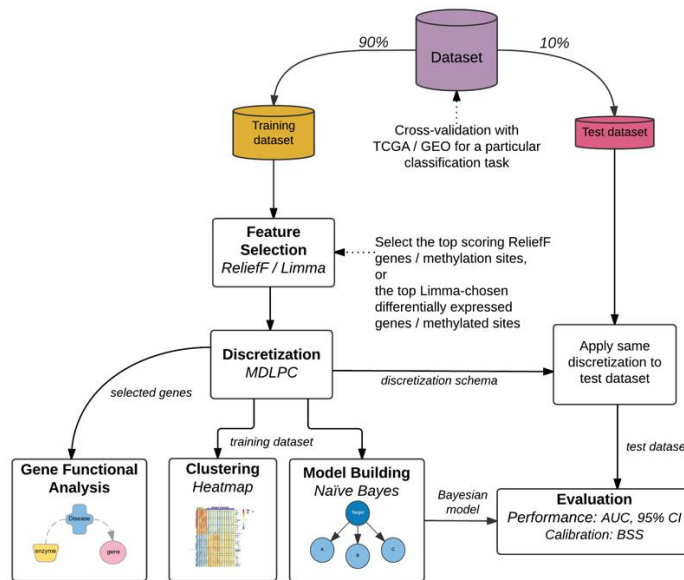 90%
Dataset
10%
Training
dataset
Cross-validation with
TCGA / GEO for a particular
classification task
Test dataset
Feature
Selection
ReliefF / Limma
Select the top scoring ReliefF
genes / methylation sites,
or
the top Limma-chosen
differentially expressed
genes / methylated sites
Discretization
MDLPC
Apply same
discretization to
test dataset
selected genes
discretization schema
training dataset
test dataset
Gene Functional
Analysis
Disease
enzyme
gene
Clustering
Heatmap
Model Building
Naïve Bayes
Target
A
B
C
Bayesian
model
Evaluation
Performance: AUC, 95% CI
Calibration: BSS